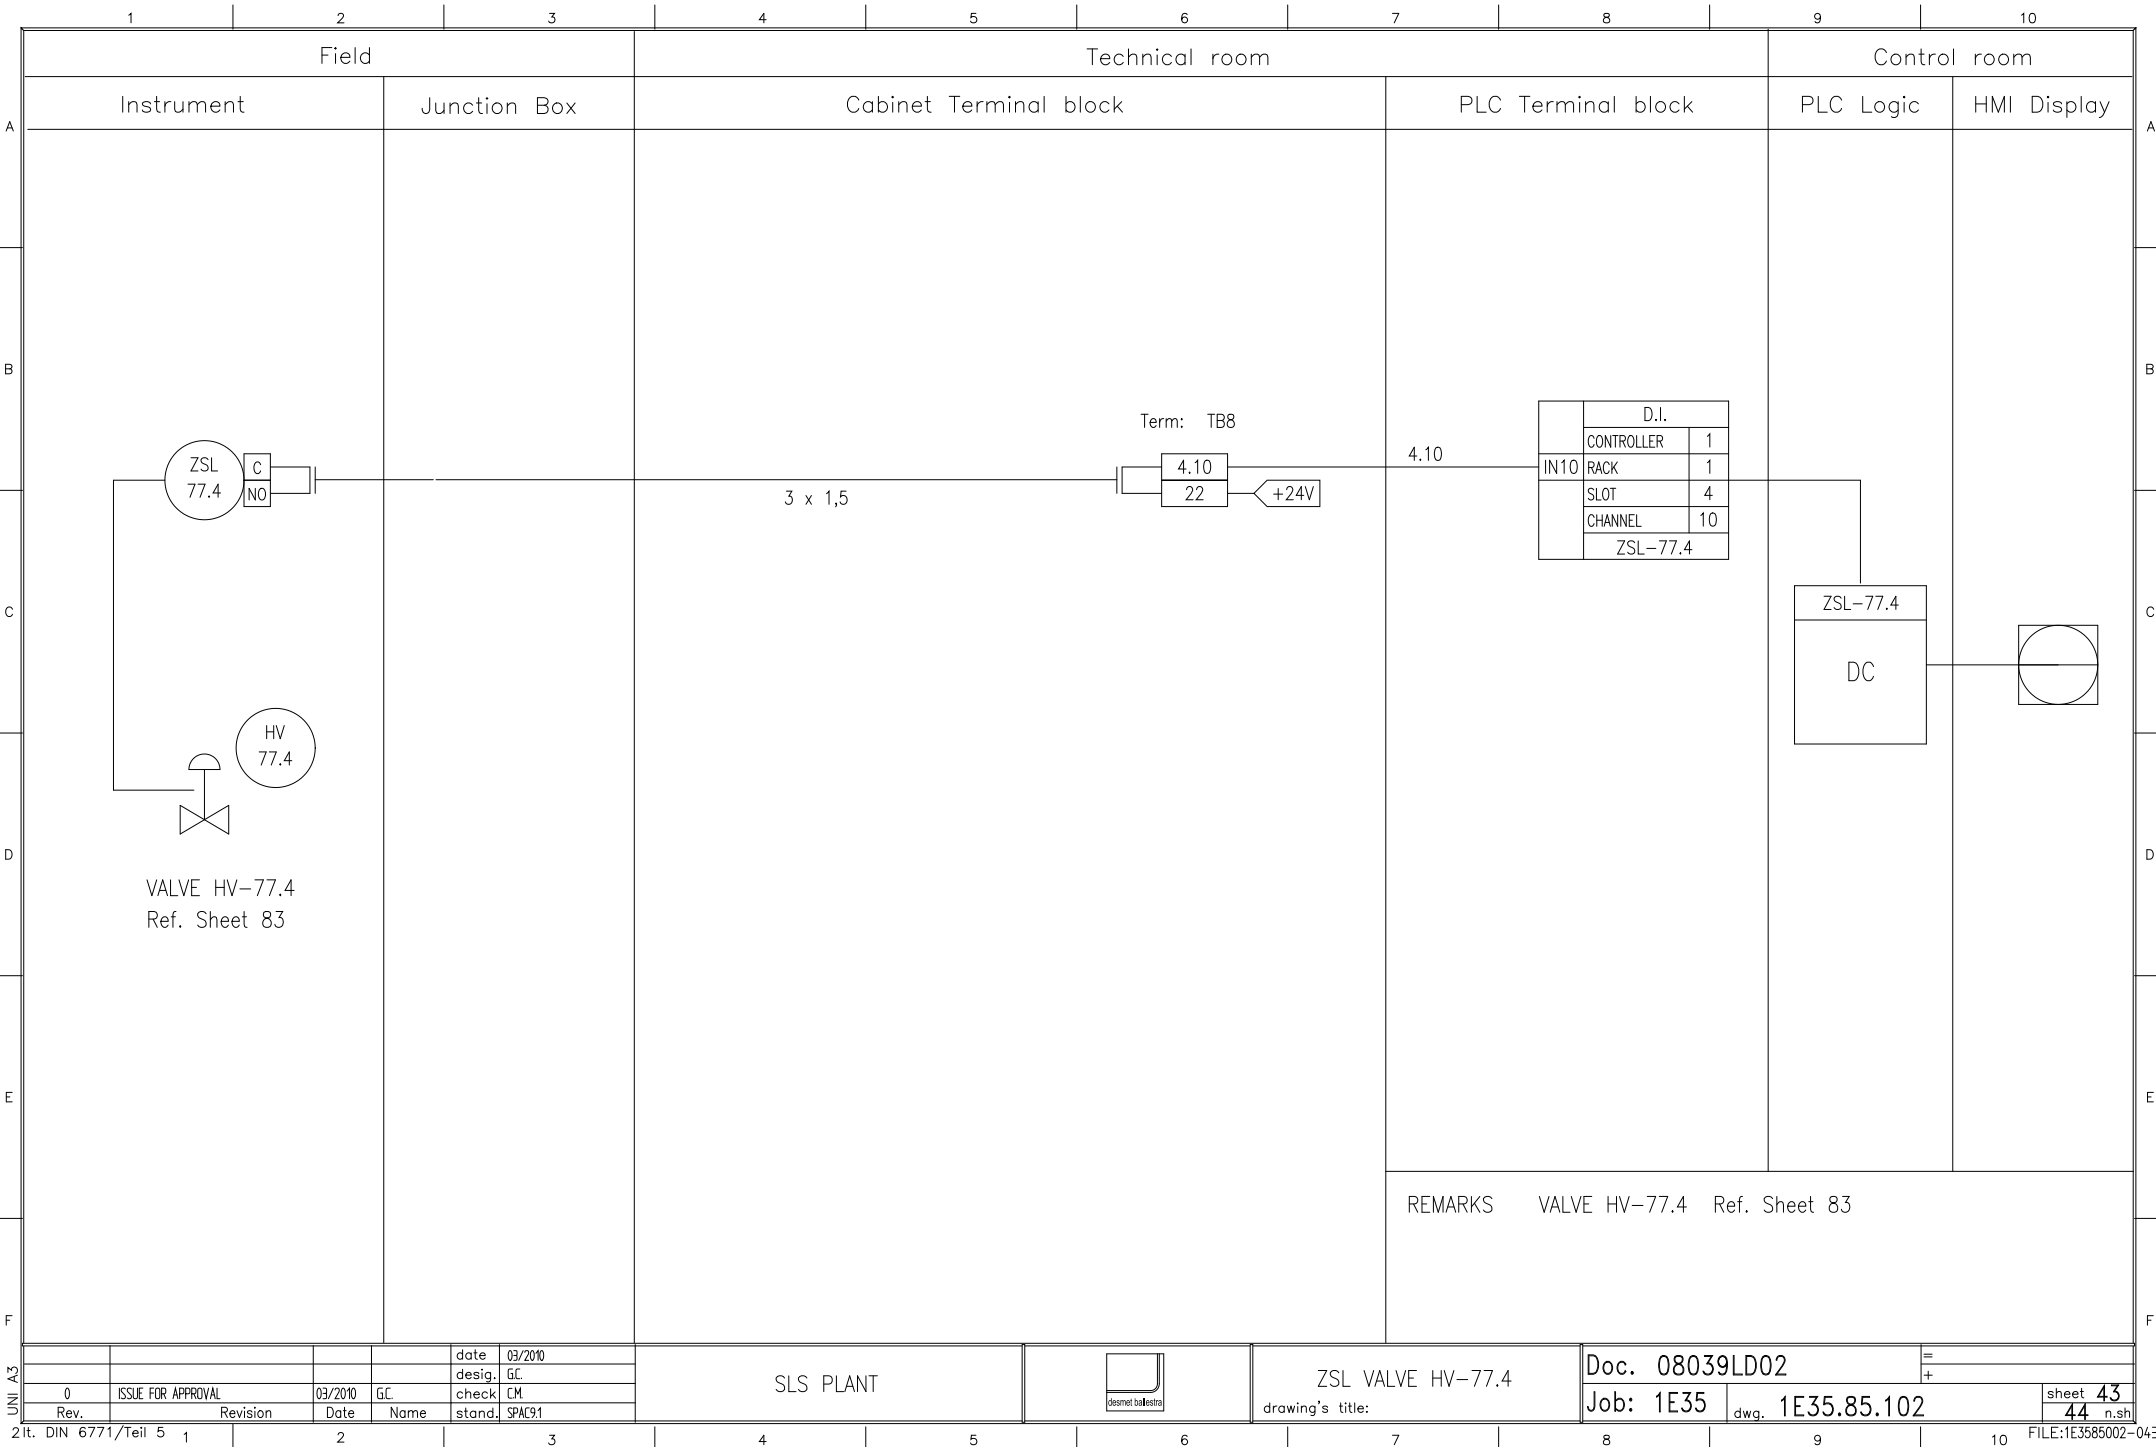 1 2 3 4 5 6 7 8 9 10
Field Technical room Control room
Instrument Junction Box Cabinet Terminal block PLC Terminal block PLC Logic HMI Display
A A
B B
Term: TB8
D.I.
CONTROLLER 1
ZSL
77.4
C
NO
3 x 1,5
4.10
22
+24V
4.10
IN10 RACK 1
SLOT 4
CHANNEL 10
ZSL-77.4
C C
ZSL-77.4
DC
HV
77.4
D D
VALVE HV-77.4
Ref. Sheet 83
E E
REMARKS VALVE HV-77.4 Ref. Sheet 83
F F
UNI A3
date 03/2010
desig. G.C.
0 ISSUE FOR APPROVAL 03/2010 G.C. check C.M.
Rev. Revision Date Name stand. SPAC9.1
SLS PLANT
desmet ballestra
ZSL VALVE HV-77.4
drawing's title:
Doc. 08039LD02
=
+
Job: 1E35 dwg. 1E35.85.102
sheet 43
44 n.sh
2lt. DIN 6771/Teil 5
1 2 3 4 5 6 7 8 9 10
FILE:1E3585002-043